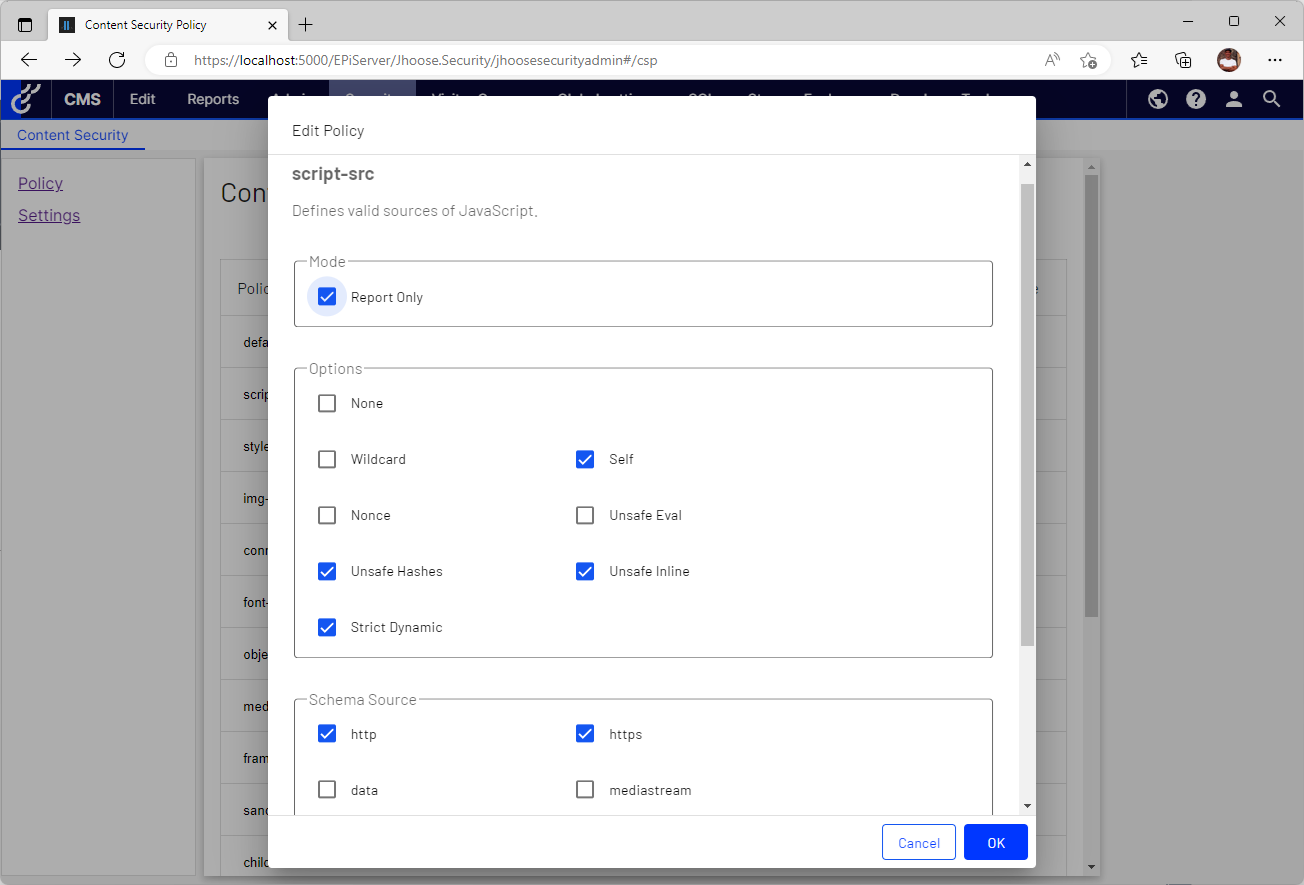 Content Security Policy
https://localhost:5000/EPiServer/Jhoose.Security/jhoosesecurityadmin#/csp
CMS Edit Reports
Content Security
Policy
Settings
Edit Policy
script-src
Defines valid sources of JavaScript.
Mode
Report Only
Options
None
Wildcard Self
Nonce Unsafe Eval
Unsafe Hashes Unsafe Inline
Strict Dynamic
Schema Source
http https
data mediastream
Cancel OK
Con
Polic
defa
scrip
style
img-
conn
font-
obje
med
fram
sand
child